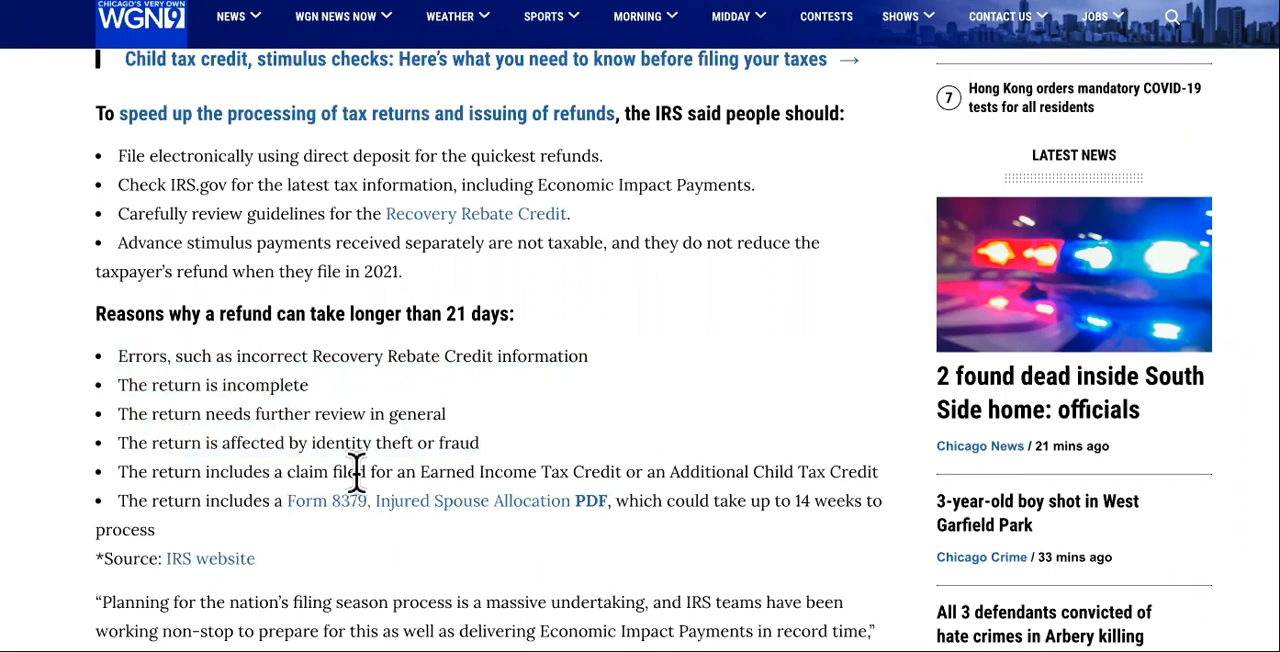 CHICAGO'S VERY OWN
WGN9
NEWS
WGN NEWS NOW
WEATHER
SPORTS
MORNING
MIDDAY
CONTESTS
SHOWS
CONTACT US
JOBS
Child tax credit, stimulus checks: Here's what you need to know before filing your taxes →
To speed up the processing of tax returns and issuing of refunds, the IRS said people should:
• File electronically using direct deposit for the quickest refunds.
• Check IRS.gov for the latest tax information, including Economic Impact Payments.
• Carefully review guidelines for the Recovery Rebate Credit.
• Advance stimulus payments received separately are not taxable, and they do not reduce the
taxpayer's refund when they file in 2021.
Reasons why a refund can take longer than 21 days:
• Errors, such as incorrect Recovery Rebate Credit information
• The return is incomplete
• The return needs further review in general
• The return is affected by identity theft or fraud
• The return includes a claim filed for an Earned Income Tax Credit or an Additional Child Tax Credit
• The return includes a Form 8379, Injured Spouse Allocation PDF, which could take up to 14 weeks to
process
*Source: IRS website
“Planning for the nation's filing season process is a massive undertaking, and IRS teams have been
working non-stop to prepare for this as well as delivering Economic Impact Payments in record time,”
7
Hong Kong orders mandatory COVID-19
tests for all residents
LATEST NEWS
2 found dead inside South
Side home: officials
Chicago News / 21 mins ago
3-year-old boy shot in West
Garfield Park
Chicago Crime / 33 mins ago
All 3 defendants convicted of
hate crimes in Arbery killing